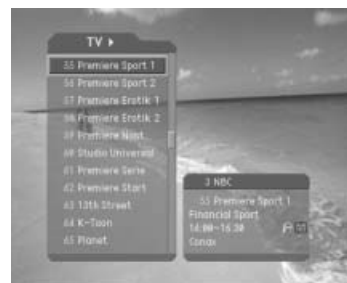 TV
55 Premiere Sport 1
56 Premiere Sport 2
57 Premiere Erotik 1
58 Premiere Erotik 2
59 Premiere Nost.
60 Studio Universal
61 Premiere Serie
62 Premiere Start
63 13th Street
64 K-Toon
65 Planet
3 NBC
55 Premiere Sport 1
Financial Sport
14:00~16:30
Conax